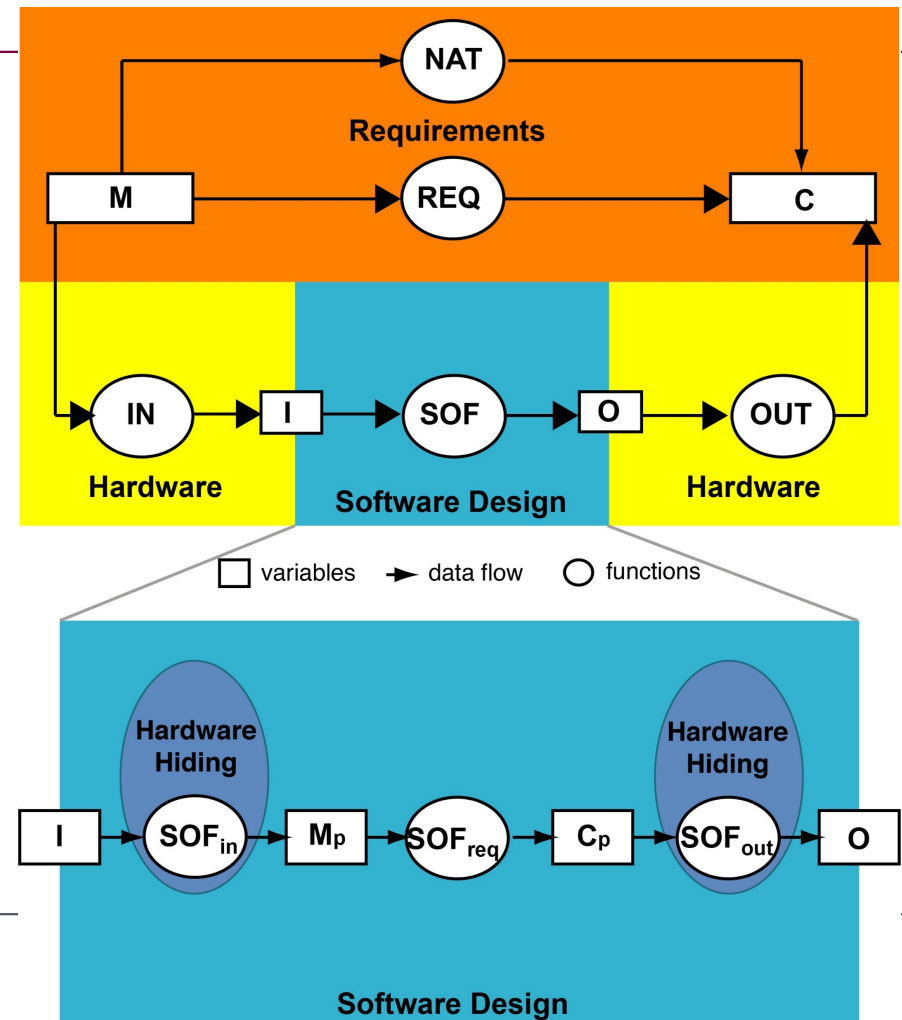 NAT
Requirements
M
REQ
C
IN
I
SOF
O
OUT
Hardware
Software Design
Hardware
variables
data flow
functions
Hardware
Hiding
Hardware
Hiding
I
SOFin
Mp
SOFreq
Cp
SOFout
O
Software Design